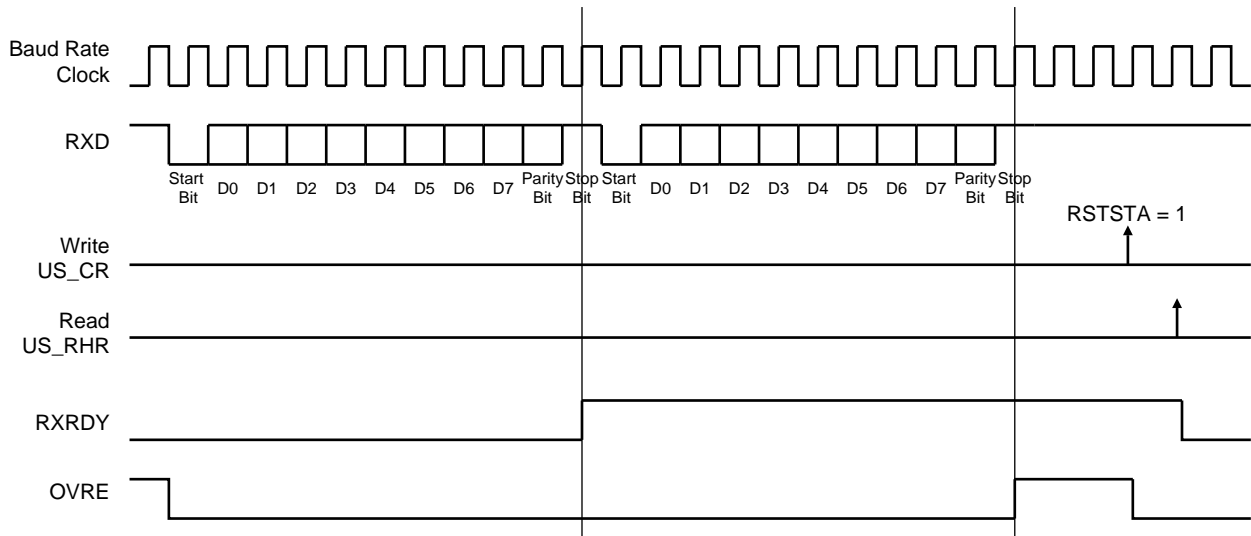 Baud Rate
Clock
RXD
Start
Bit
D0 D1 D2 D3 D4 D5 D6 D7
Parity
Bit
Stop
Bit
Start
Bit
D0 D1 D2 D3 D4 D5 D6 D7
Parity
Bit
Stop
Bit
RSTSTA = 1
Write
US_CR
Read
US_RHR
RXRDY
OVRE